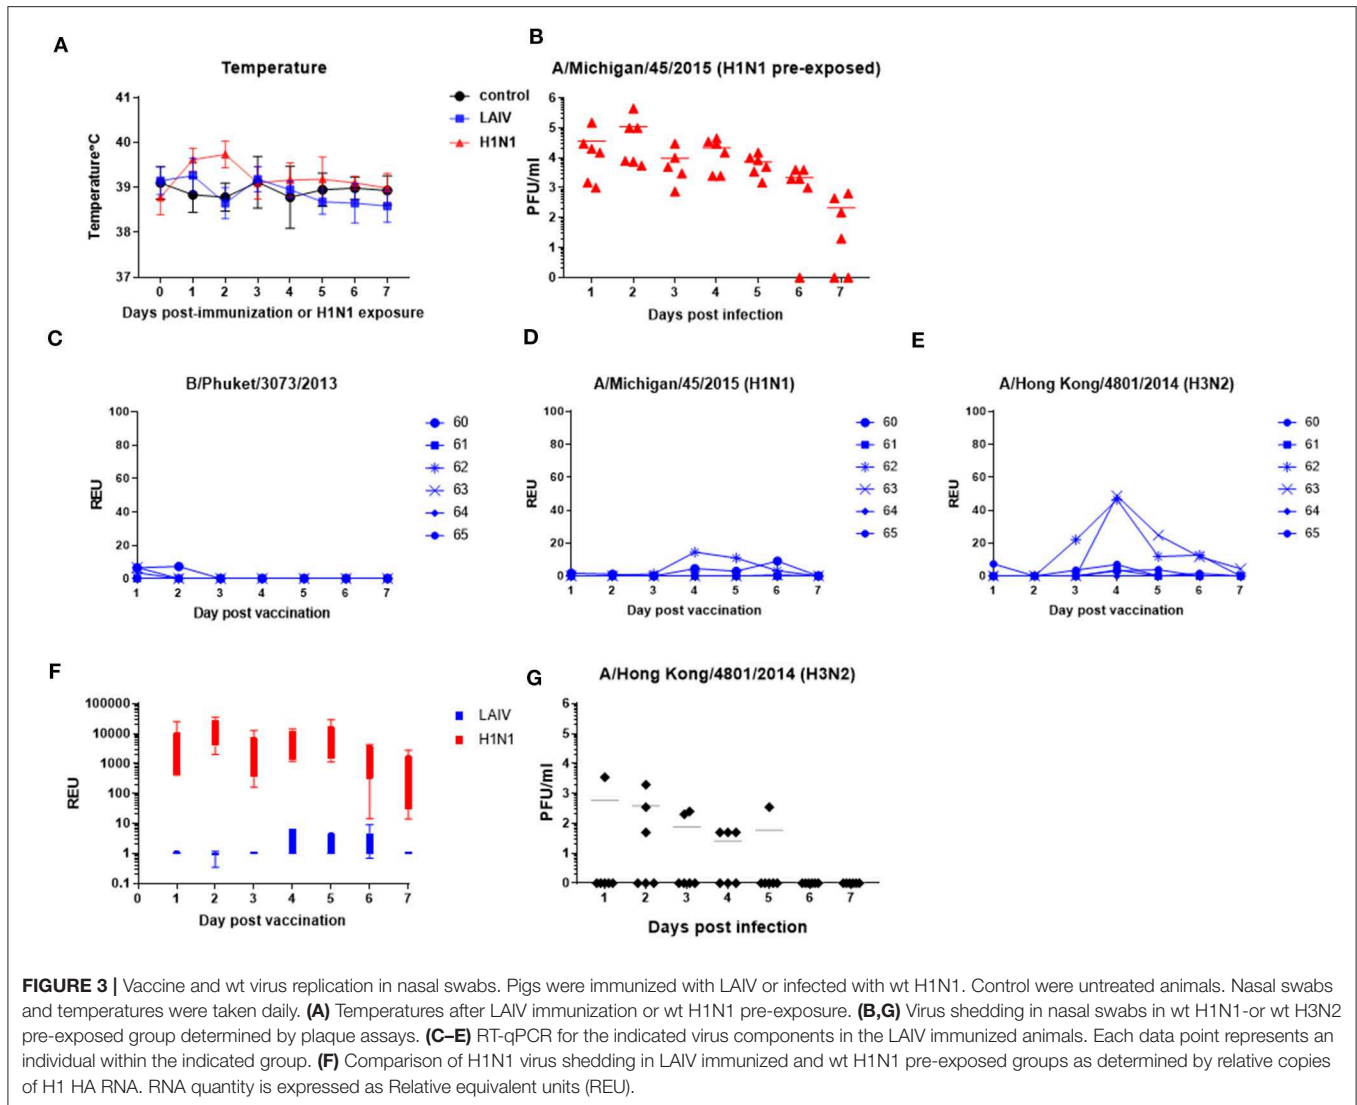 A
Temperature
Temperature°C
41
40
39
38
37
0 1 2 3 4 5 6 7
Days post-immunization or H1N1 exposure
control
LAIV
H1N1
B
A/Michigan/45/2015 (H1N1 pre-exposed)
PFU/ml
6
5
4
3
2
1
0
1 2 3 4 5 6 7
Days post infection
C
B/Phuket/3073/2013
REU
100
80
60
40
20
0
1 2 3 4 5 6 7
Day post vaccination
60
61
62
63
64
65
D
A/Michigan/45/2015 (H1N1)
REU
100
80
60
40
20
0
1 2 3 4 5 6 7
Day post vaccination
60
61
62
63
64
65
E
A/Hong Kong/4801/2014 (H3N2)
REU
100
80
60
40
20
0
1 2 3 4 5 6 7
Day post vaccination
60
61
62
63
64
65
F
REU
100000
10000
1000
100
10
1
0.1
0 1 2 3 4 5 6 7
Day post vaccination
LAIV
H1N1
G
A/Hong Kong/4801/2014 (H3N2)
PFU/ml
6
5
4
3
2
1
0
1 2 3 4 5 6 7
Days post infection
FIGURE 3 | Vaccine and wt virus replication in nasal swabs. Pigs were immunized with LAIV or infected with wt H1N1. Control were untreated animals. Nasal swabs
and temperatures were taken daily. (A) Temperatures after LAIV immunization or wt H1N1 pre-exposure. (B,G) Virus shedding in nasal swabs in wt H1N1-or wt H3N2
pre-exposed group determined by plaque assays. (C–E) RT-qPCR for the indicated virus components in the LAIV immunized animals. Each data point represents an
individual within the indicated group. (F) Comparison of H1N1 virus shedding in LAIV immunized and wt H1N1 pre-exposed groups as determined by relative copies
of H1 HA RNA. RNA quantity is expressed as Relative equivalent units (REU).